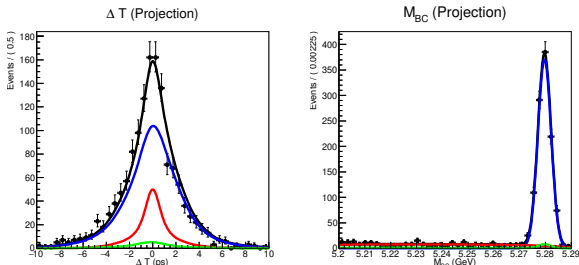 Δ T (Projection)
Events / ( 0.5 )
160
140
120
100
80
60
40
20
0
-10 -8 -6 -4 -2 0 2 4 6 8 10
Δ T (ps)
M_BC (Projection)
Events / ( 0.00225 )
400
350
300
250
200
150
100
50
0
5.2 5.21 5.22 5.23 5.24 5.25 5.26 5.27 5.28 5.29
(GeV)